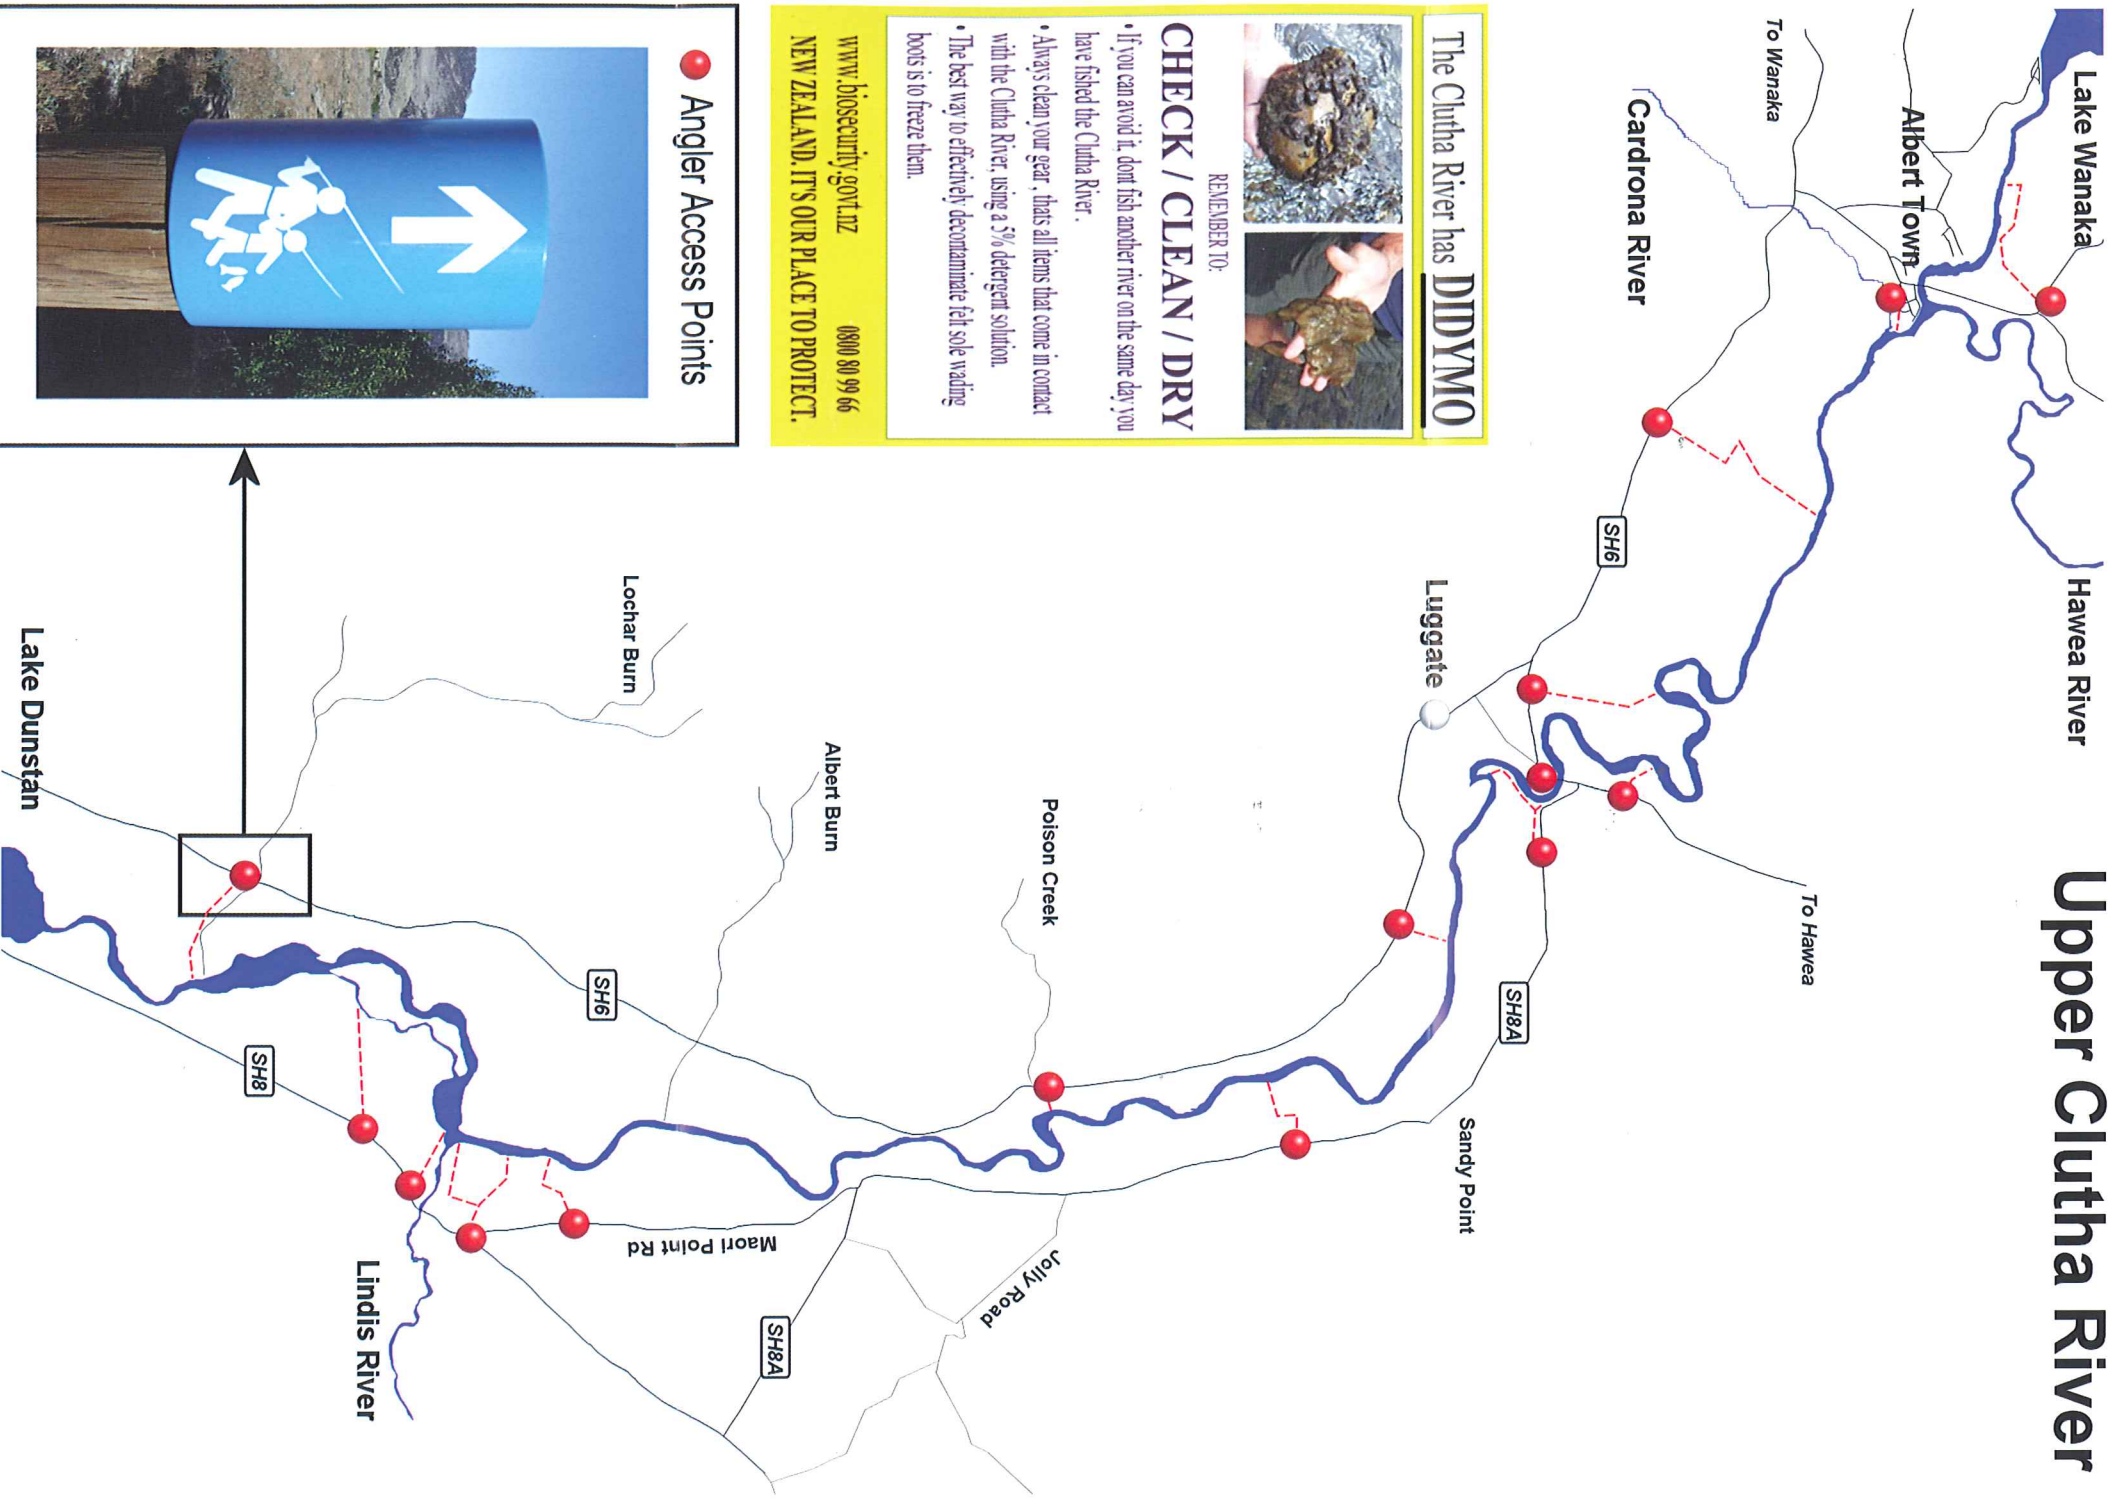 Upper Clutha River
Lake Wanaka
Hawea River
Albert Town
To Wanaka
Cardrona River
To Hawea
SH6
Luggate
SH8A
Sandy Point
The Clutha River has DIDYMO
REMEMBER TO:
CHECK / CLEAN / DRY
• If you can avoid it, dont fish another river on the same day you
have fished the Clutha River.
• Always clean your gear, thats all items that come in contact
with the Clutha River, using a 5% detergent solution.
• The best way to effectively decontaminate felt sole wading
boots is to freeze them.
www.biosecurity.govt.nz 0800 80 99 66
NEW ZEALAND. IT'S OUR PLACE TO PROTECT.
Poison Creek
Jolly Road
Albert Burn
Maori Point Rd
SH8A
Angler Access Points
Lochar Burn
SH6
Lindis River
SH8
Lake Dunstan